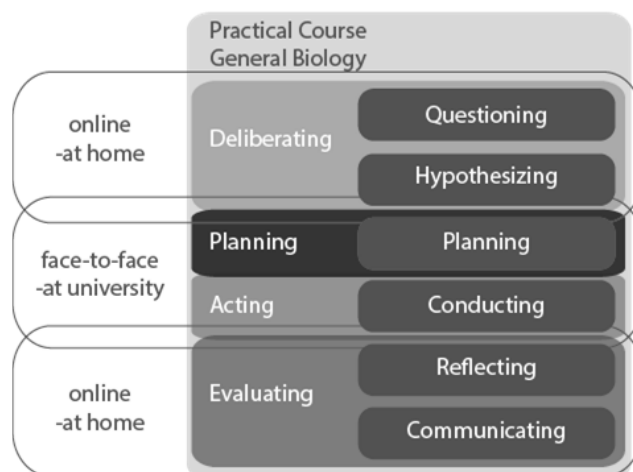 Practical Course
General Biology
online
-at home
Deliberating
Questioning
Hypothesizing
face-to-face
-at university
Planning
Planning
Acting
Conducting
online
-at home
Evaluating
Reflecting
Communicating